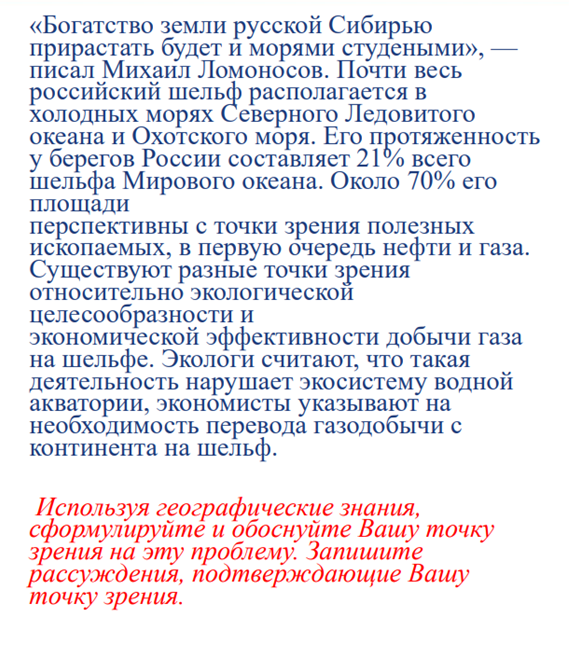 «Богатство земли русской Сибирью
прирастать будет и морями студеными», —
писал Михаил Ломоносов. Почти весь
российский шельф располагается в
холодных морях Северного Ледовитого
океана и Охотского моря. Его протяженность
у берегов России составляет 21% всего
шельфа Мирового океана. Около 70% его
площади
перспективны с точки зрения полезных
ископаемых, в первую очередь нефти и газа.
Существуют разные точки зрения
относительно экологической
целесообразности и
экономической эффективности добычи газа
на шельфе. Экологи считают, что такая
деятельность нарушает экосистему водной
акватории, экономисты указывают на
необходимость перевода газодобычи с
континента на шельф.
Используя географические знания,
сформулируйте и обоснуйте Вашу точку
зрения на эту проблему. Запишите
рассуждения, подтверждающие Вашу
точку зрения.